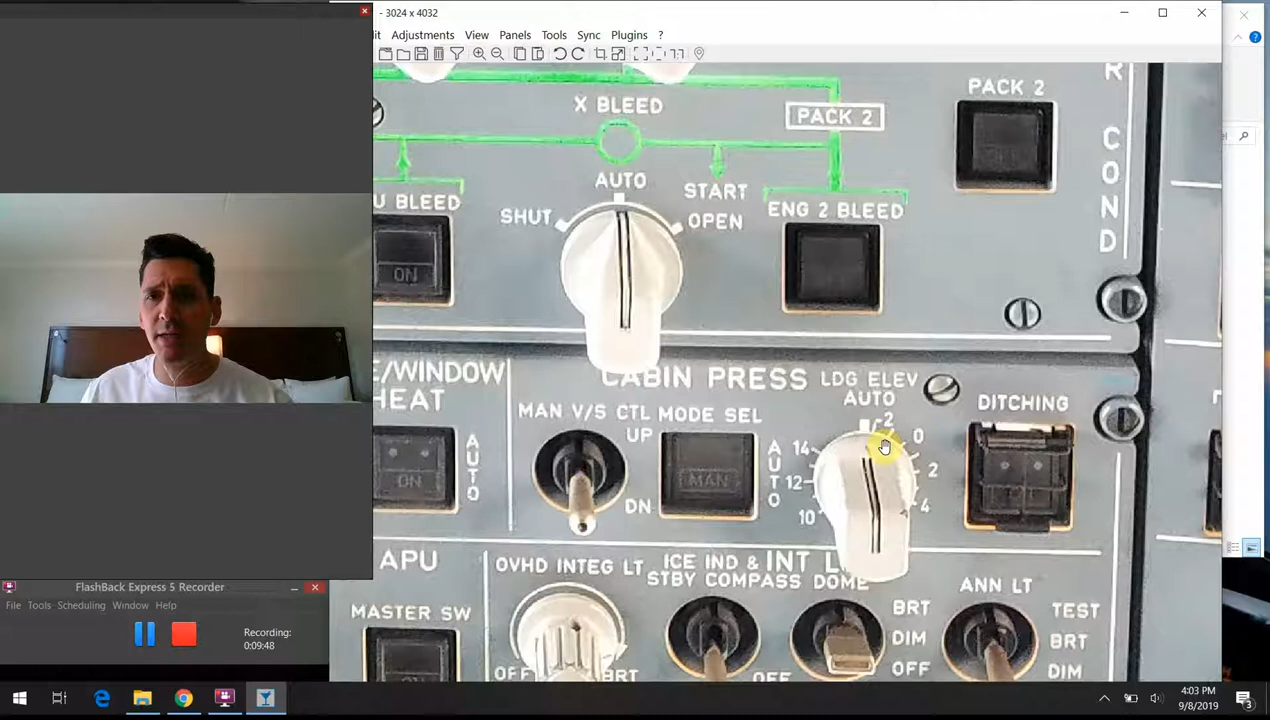 - 3024 x 4032
it Adjustments View Panels Tools Sync Plugins ?
R
COND
PACK 2
X BLEED
PACK 2
AUTO
START
SHUT
OPEN
U BLEED
ENG 2 BLEED
ON
E/WINDOW
HEAT
CABIN PRESS
LDG ELEV
AUTO
DITCHING
MAN V/S CTL
MODE SEL
UP
DN
ON
AUTO
MAN
AUTO
-2
0
2
4
14
12
10
APU
OVHD INTEG LT
ICE IND &
STBY COMPASS
INT L
DOME
ANN LT
MASTER SW
BRT
DIM
OFF
TEST
BRT
DIM
OFF
BRT
OFF
FlashBack Express 5 Recorder
File Tools Scheduling Window Help
Recording:
0:09:48
4:03 PM
9/8/2019
3